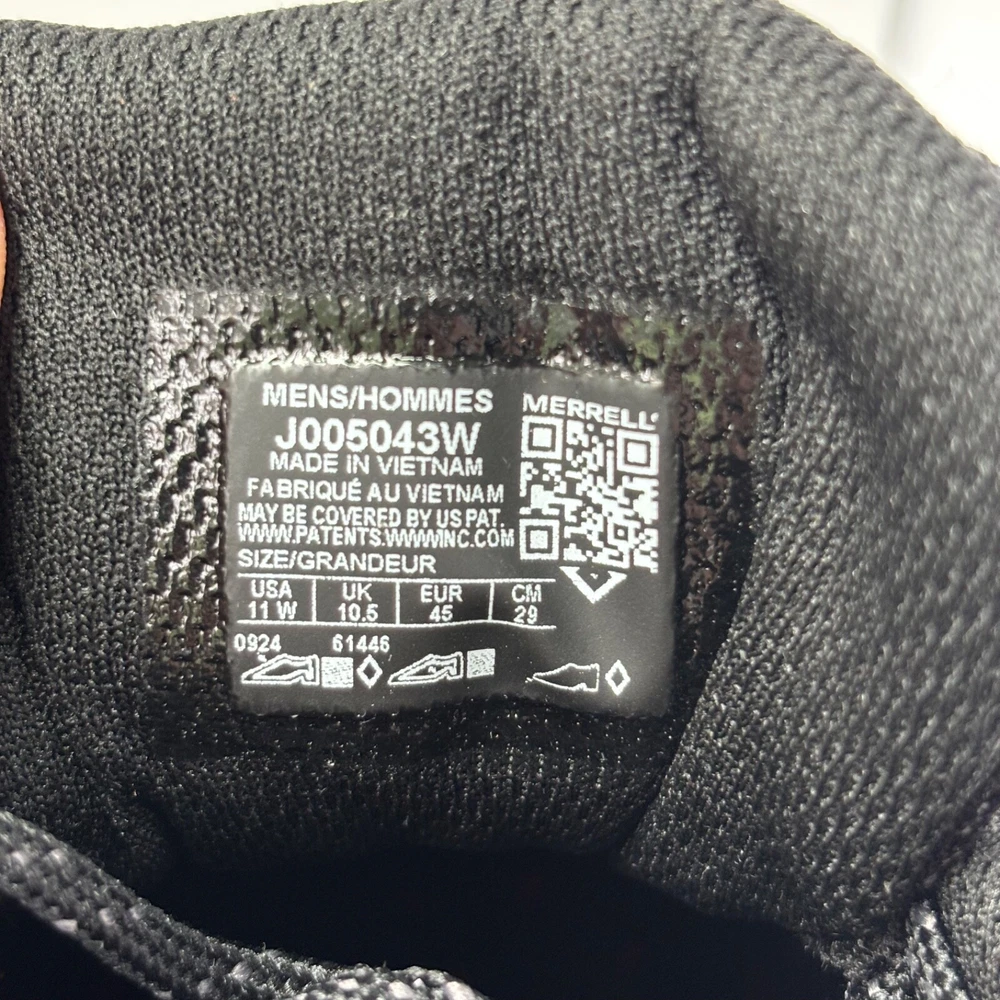 MENS/HOMMES
J005043W
MADE IN VIETNAM
FABRIQUÉ AU VIETNAM
MAY BE COVERED BY US PAT.
WWW.PATENTS.WWWINC.COM
SIZE/GRANDEUR
USA UK EUR CM
11 W 10.5 45 29
0924 61446
MERRELL